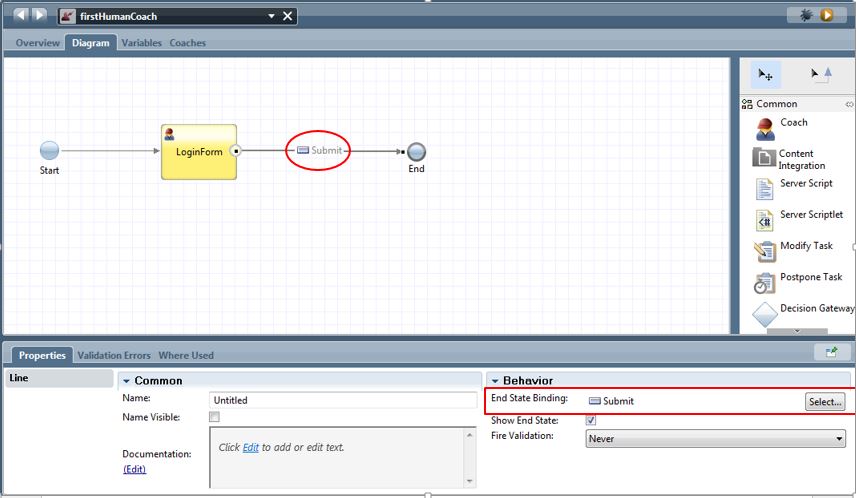 firstHumanCoach
Overview Diagram Variables Coaches
Common
Coach
Content
Integration
Server Script
Server Scriptlet
Modify Task
Postpone Task
Decision Gateway
LoginForm
Submit
Start
End
Properties Validation Errors Where Used
Line
Common
Name: Untitled
Name Visible:
Documentation:
(Edit)
Click Edit to add or edit text.
Behavior
End State Binding: Submit Select...
Show End State:
Fire Validation: Never